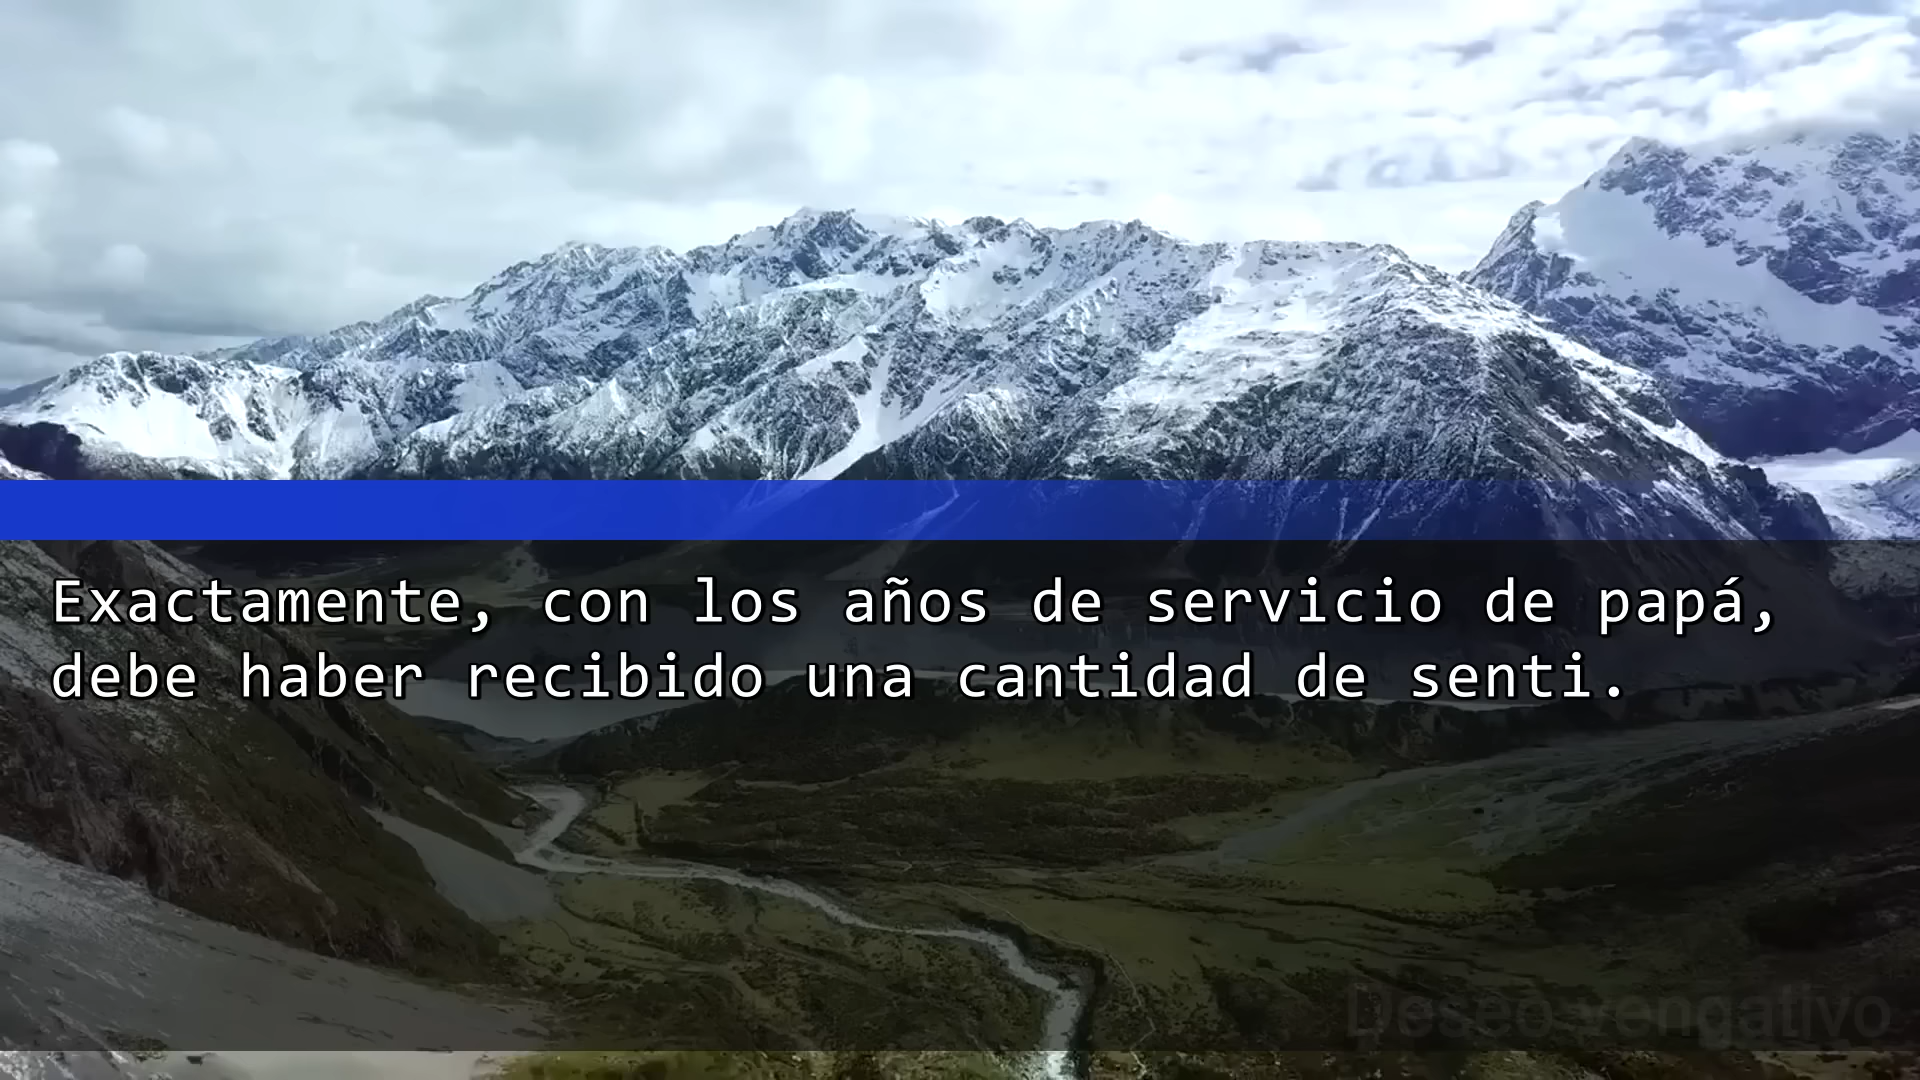 Exactamente, con los años de servicio de papá,
debe haber recibido una cantidad de senti.
Deseo vengativo